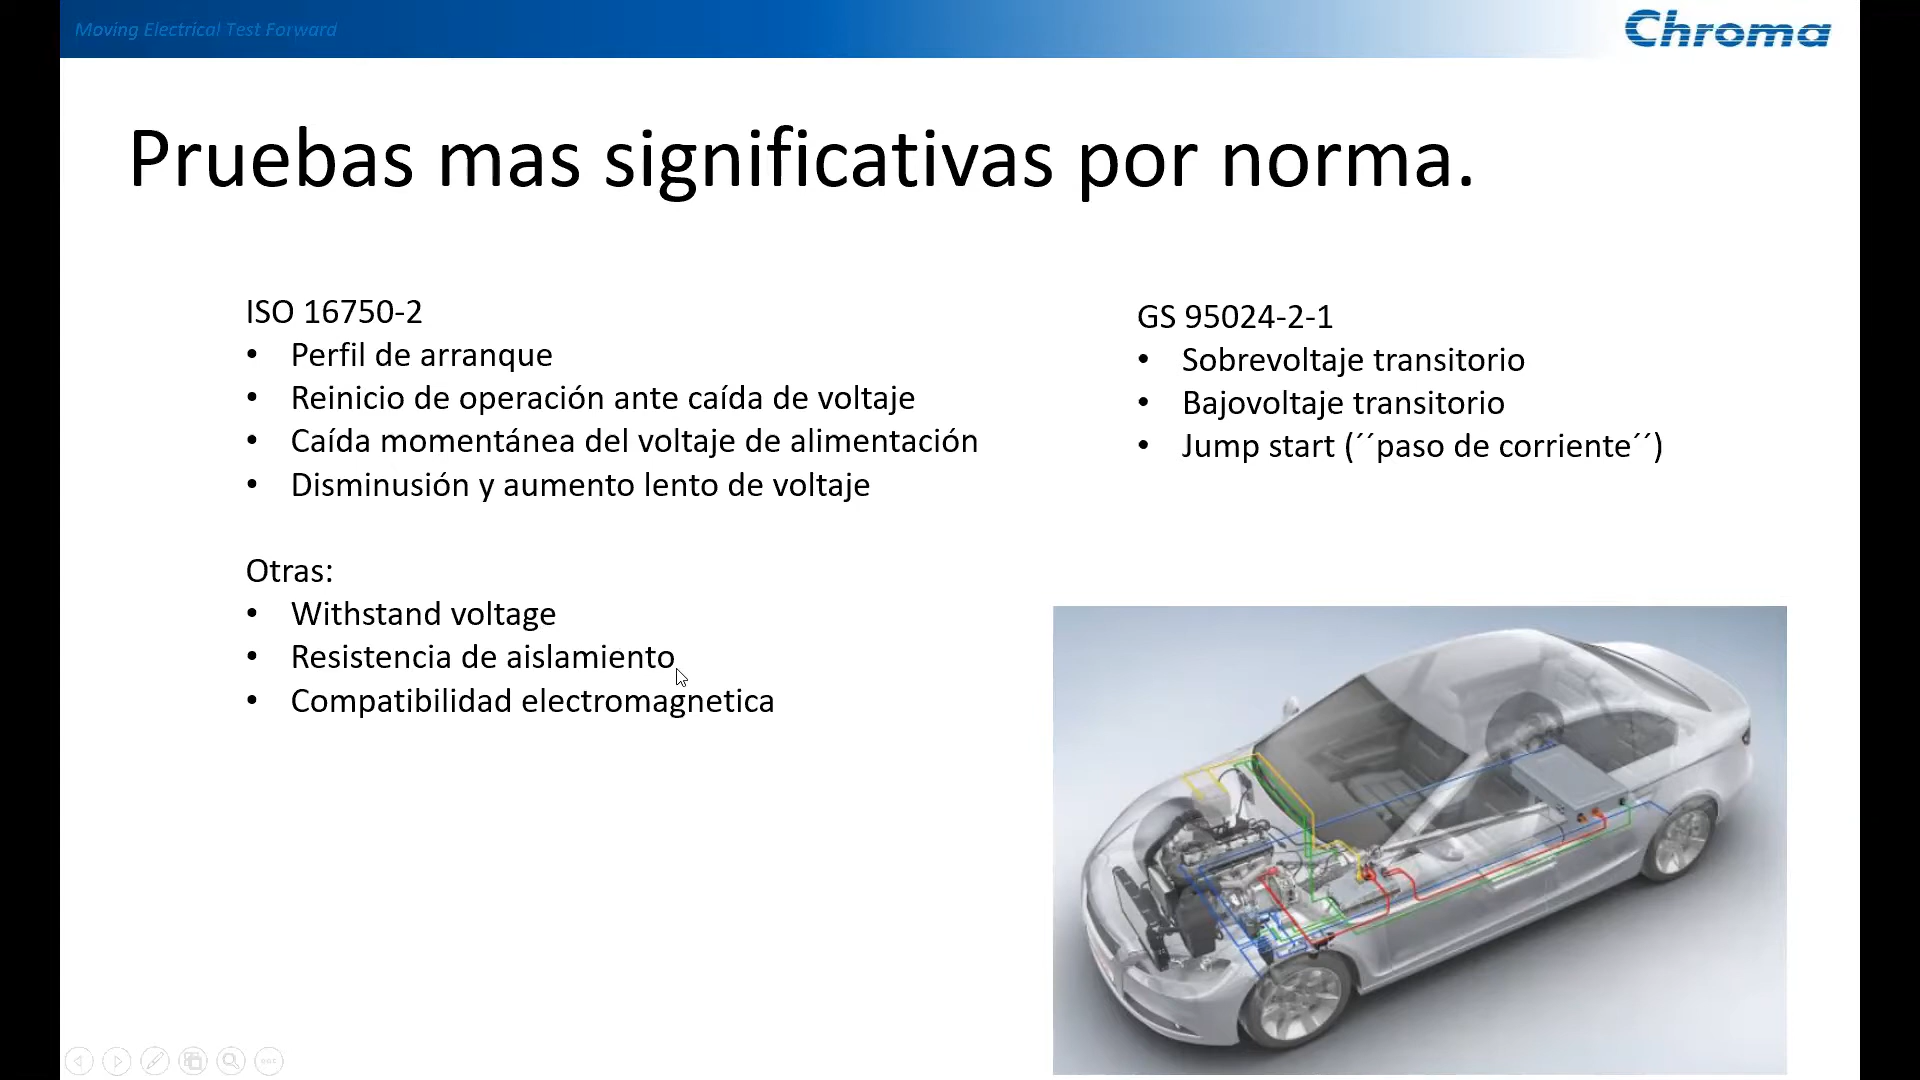 Moving Electrical Test Forward
Chroma
Pruebas mas significativas por norma.
ISO 16750-2
• Perfil de arranque
• Reinicio de operación ante caída de voltaje
• Caída momentánea del voltaje de alimentación
• Disminusión y aumento lento de voltaje
Otras:
• Withstand voltage
• Resistencia de aislamiento
• Compatibilidad electromagnetica
GS 95024-2-1
• Sobrevoltaje transitorio
• Bajovoltaje transitorio
• Jump start (´´paso de corriente´´)